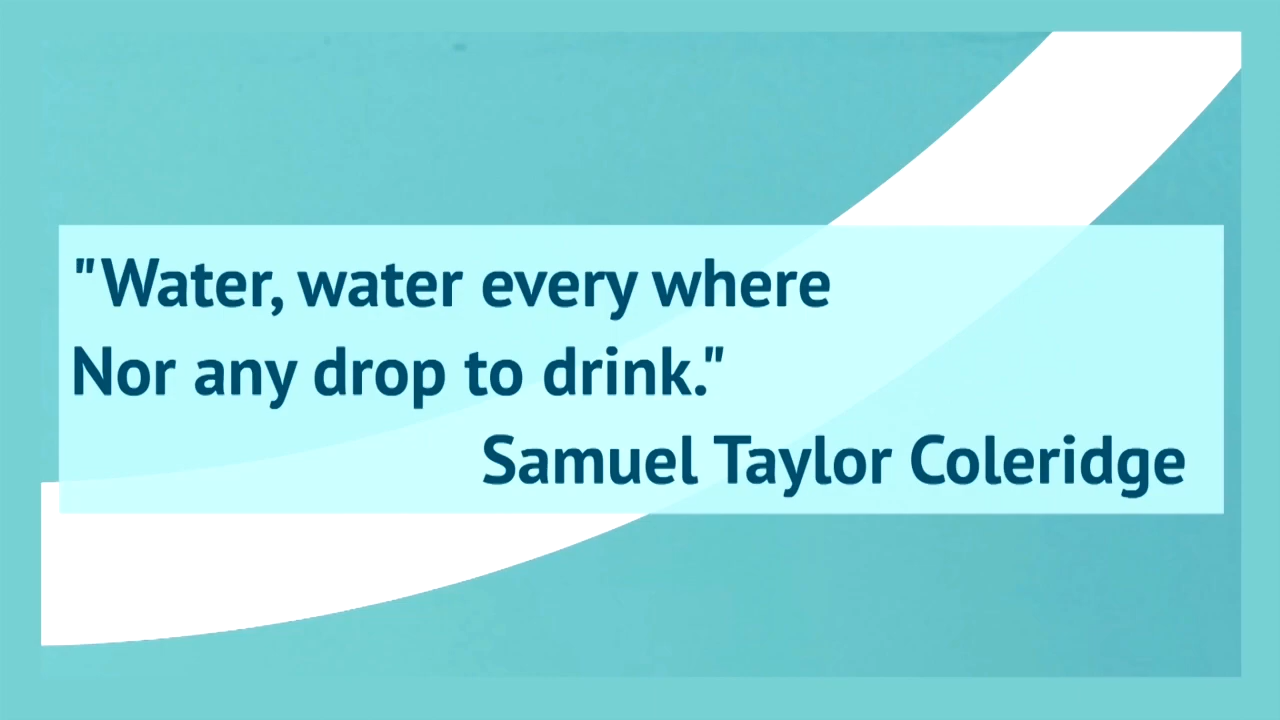 "Water, water every where
Nor any drop to drink."
Samuel Taylor Coleridge